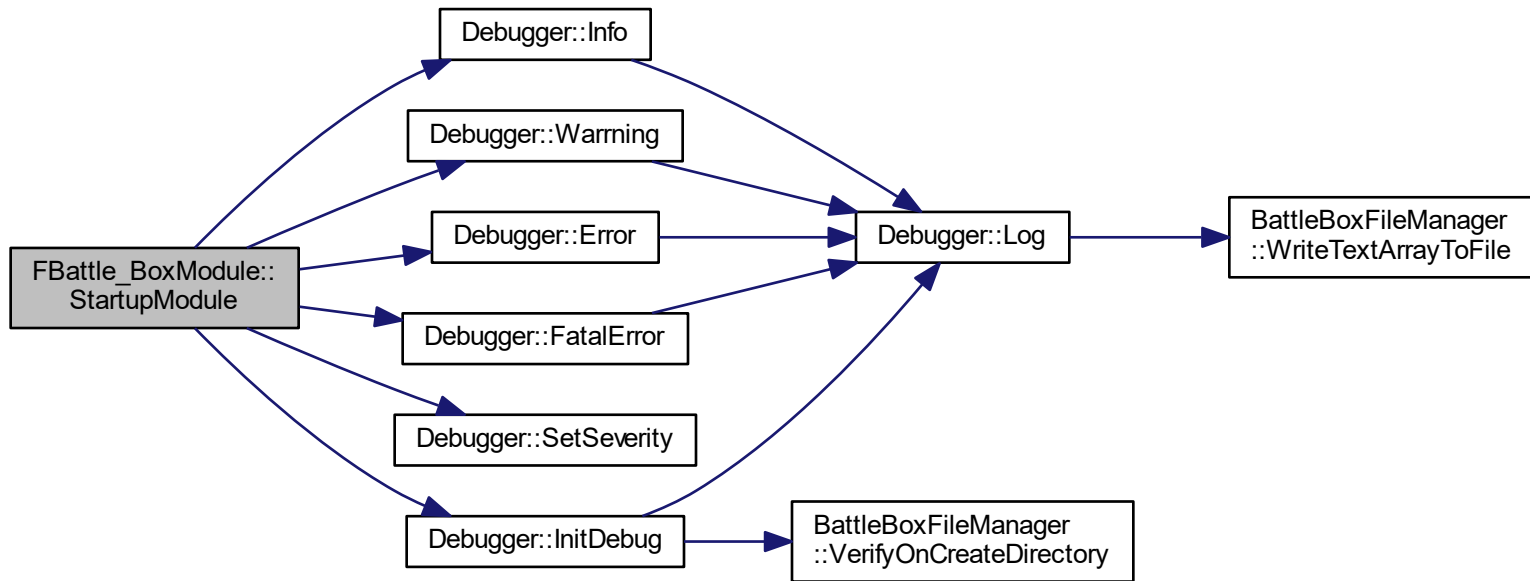 Debugger::Info
Debugger::Warrning
Debugger::Error
Debugger::Log
BattleBoxFileManager
::WriteTextArrayToFile
FBattle_BoxModule::
StartupModule
Debugger::FatalError
Debugger::SetSeverity
Debugger::InitDebug
BattleBoxFileManager
::VerifyOnCreateDirectory